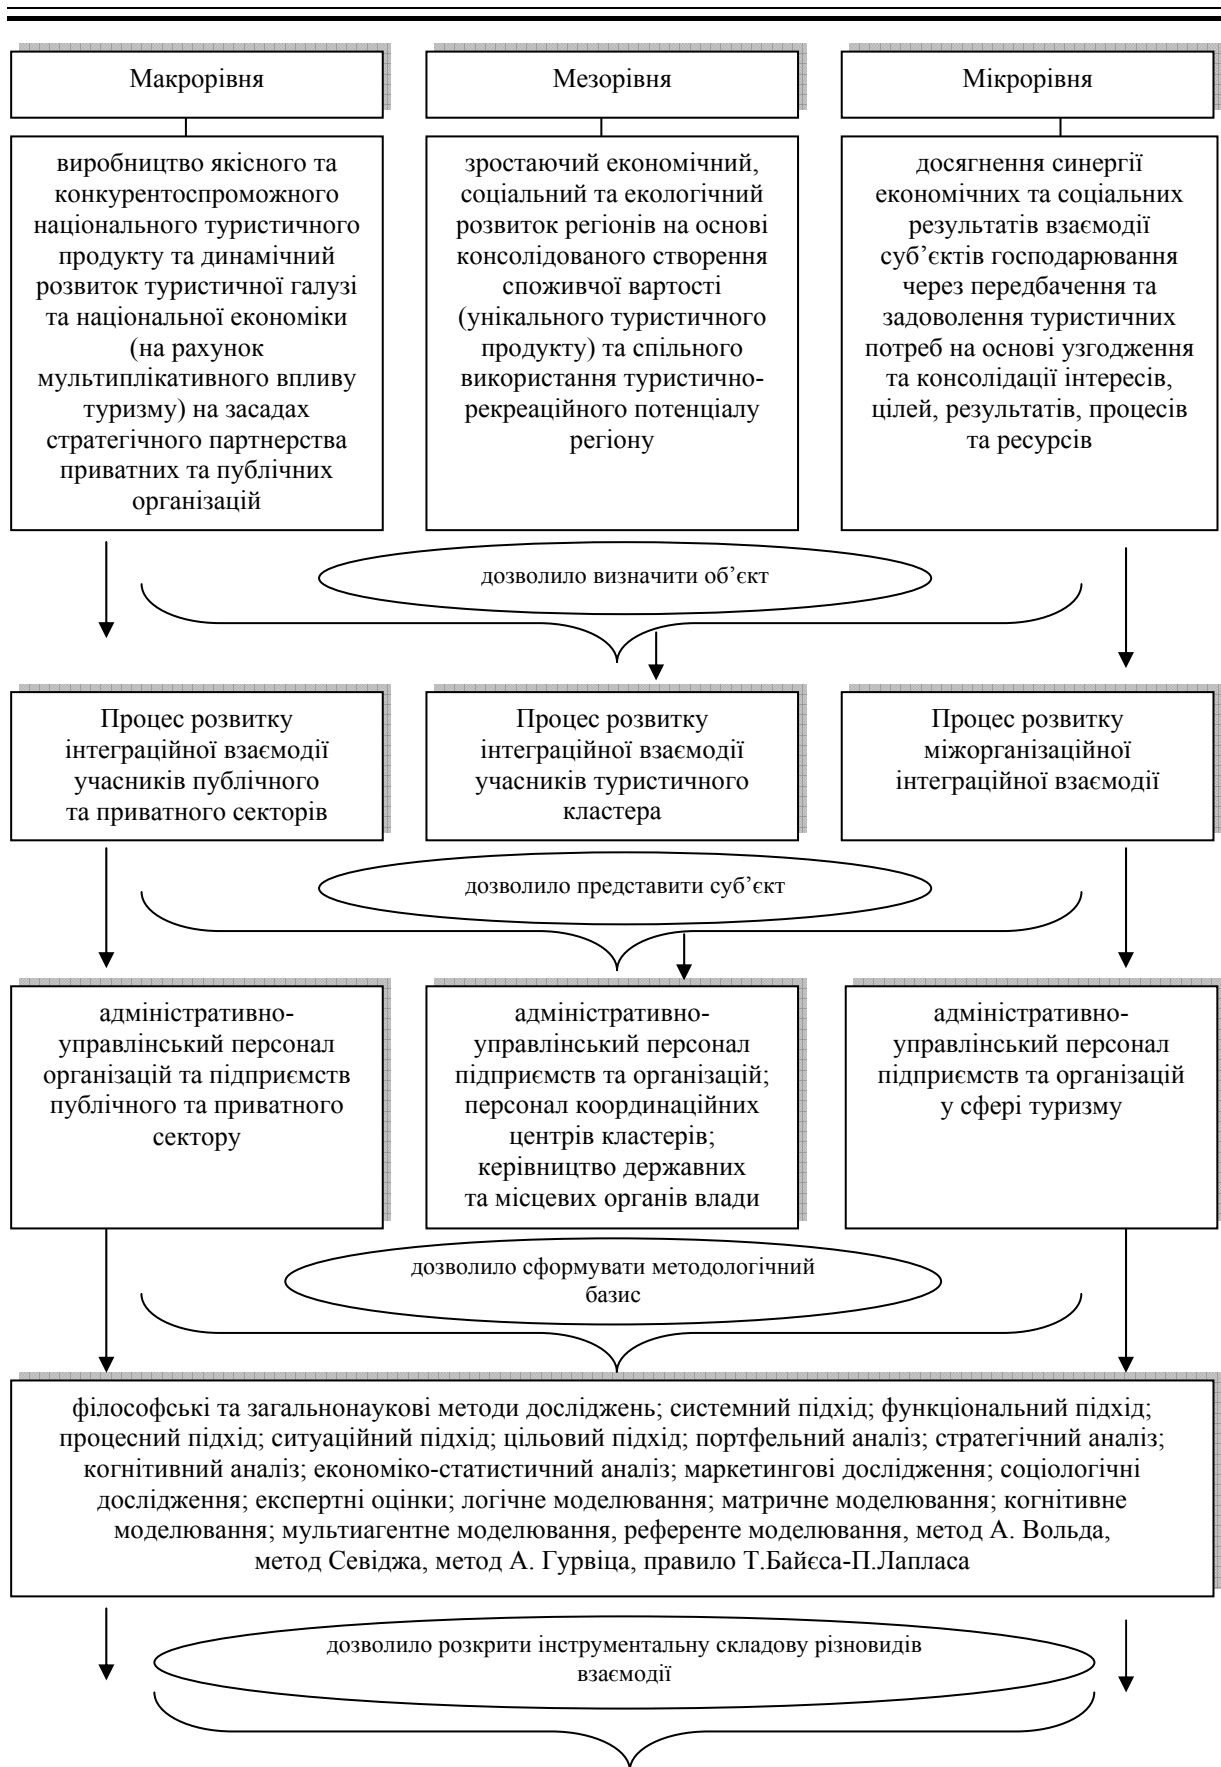 Макрорівня
Мезорівня
Мікрорівня
виробництво якісного та
конкурентоспроможного
національного туристичного
продукту та динамічний
розвиток туристичної галузі
та національної економіки
(на рахунок
мультиплікативного впливу
туризму) на засадах
стратегічного партнерства
приватних та публічних
організацій
зростаючий економічний,
соціальний та екологічний
розвиток регіонів на основі
консолідованого створення
споживчої вартості
(унікального туристичного
продукту) та спільного
використання туристично-
рекреаційного потенціалу
регіону
досягнення синергії
економічних та соціальних
результатів взаємодії
суб’єктів господарювання
через передбачення та
задоволення туристичних
потреб на основі узгодження
та консолідації інтересів,
цілей, результатів, процесів
та ресурсів
дозволило визначити об’єкт
Процес розвитку
інтеграційної взаємодії
учасників публічного
та приватного секторів
Процес розвитку
інтеграційної взаємодії
учасників туристичного
кластера
Процес розвитку
міжорганізаційної
інтеграційної взаємодії
дозволило представити суб’єкт
адміністративно-
управлінський персонал
організацій та підприємств
публічного та приватного
сектору
адміністративно-
управлінський персонал
підприємств та організацій;
персонал координаційних
центрів кластерів;
керівництво державних
та місцевих органів влади
адміністративно-
управлінський персонал
підприємств та організацій
у сфері туризму
дозволило сформувати методологічний
базис
філософські та загальнонаукові методи досліджень; системний підхід; функціональний підхід;
процесний підхід; ситуаційний підхід; цільовий підхід; портфельний аналіз; стратегічний аналіз;
когнітивний аналіз; економіко-статистичний аналіз; маркетингові дослідження; соціологічні
дослідження; експертні оцінки; логічне моделювання; матричне моделювання; когнітивне
моделювання; мультиагентне моделювання, референте моделювання, метод А. Вольда,
метод Севіджа, метод А. Гурвіца, правило Т.Байєса-П.Лапласа
дозволило розкрити інструментальну складову різновидів
взаємодії